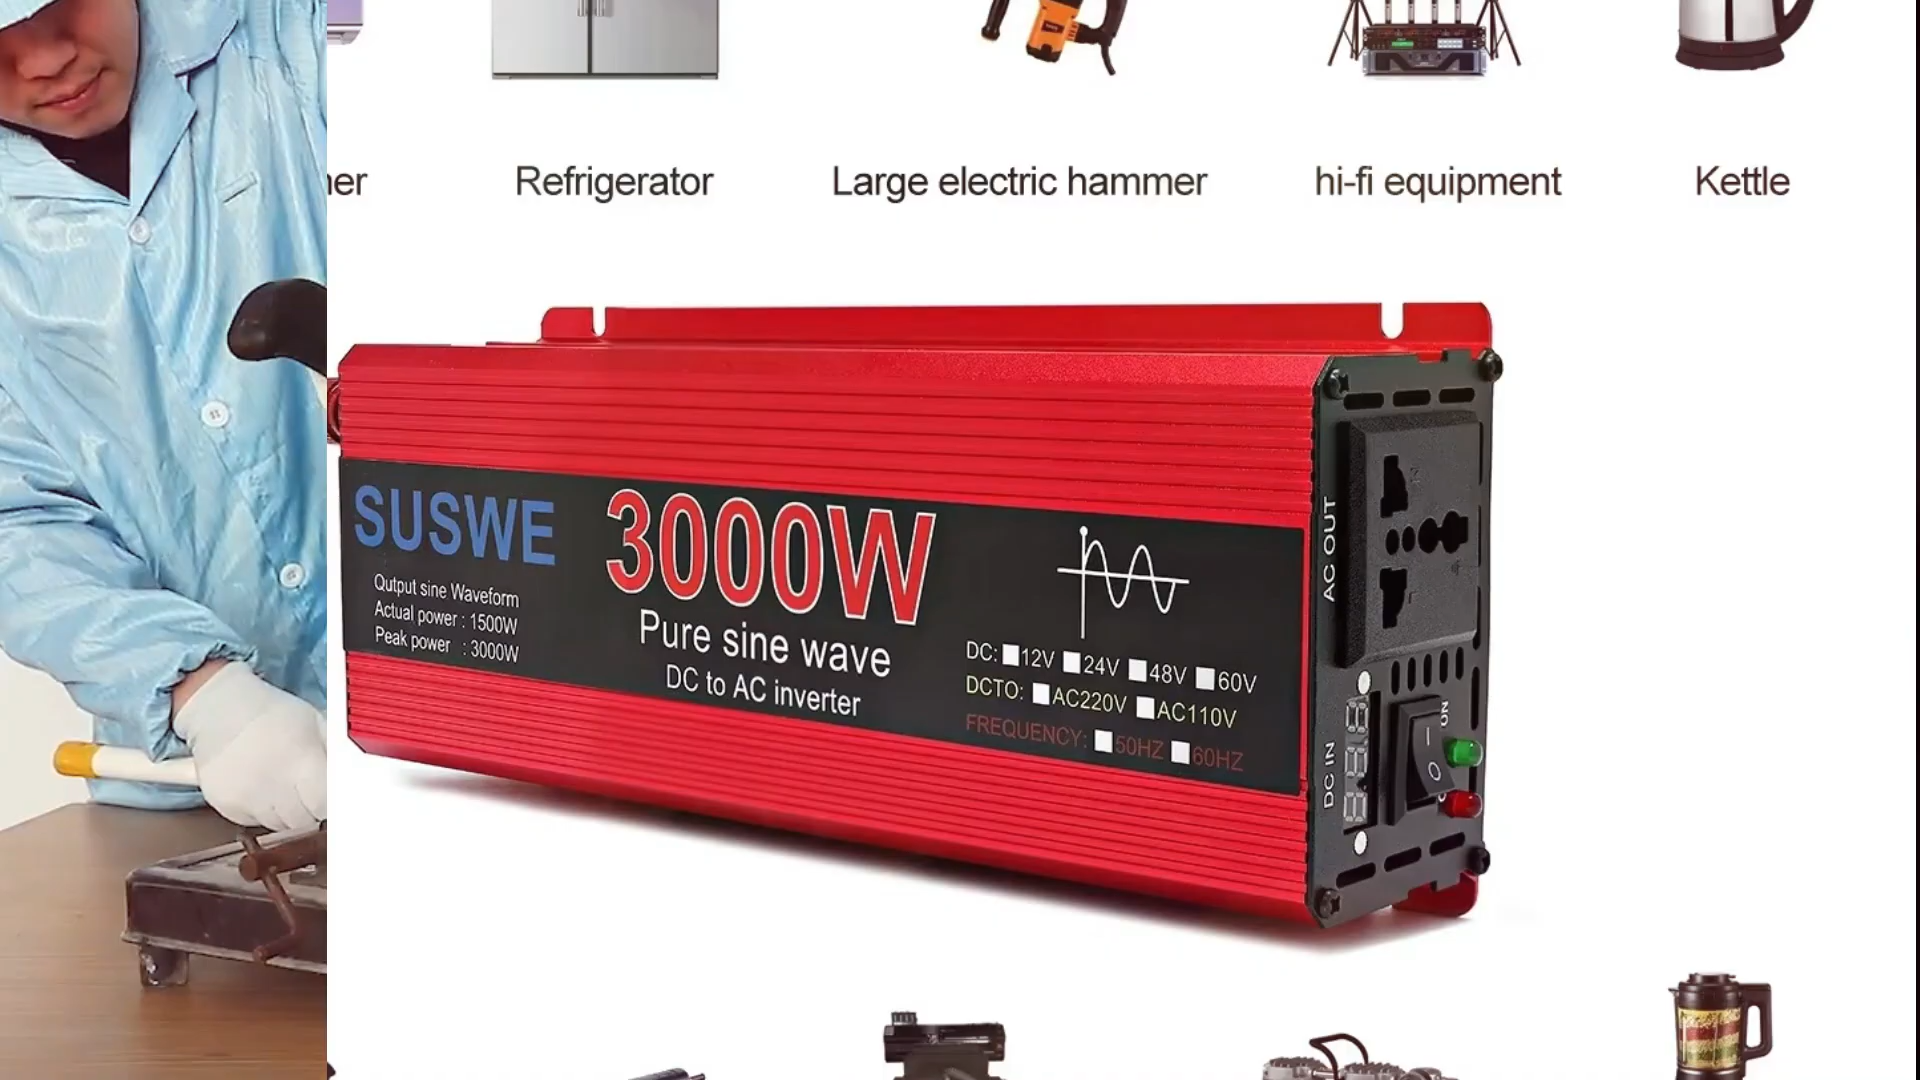 ner
Refrigerator
Large electric hammer
hi-fi equipment
Kettle
SUSWE
Qutput sine Waveform
Actual power : 1500W
Peak power : 3000W
3000W
Pure sine wave
DC to AC inverter
DC: 12V 24V 48V 60V
DCTO: AC220V AC110V
FREQUENCY: 50HZ 60HZ
AC OUT
DC IN
ON